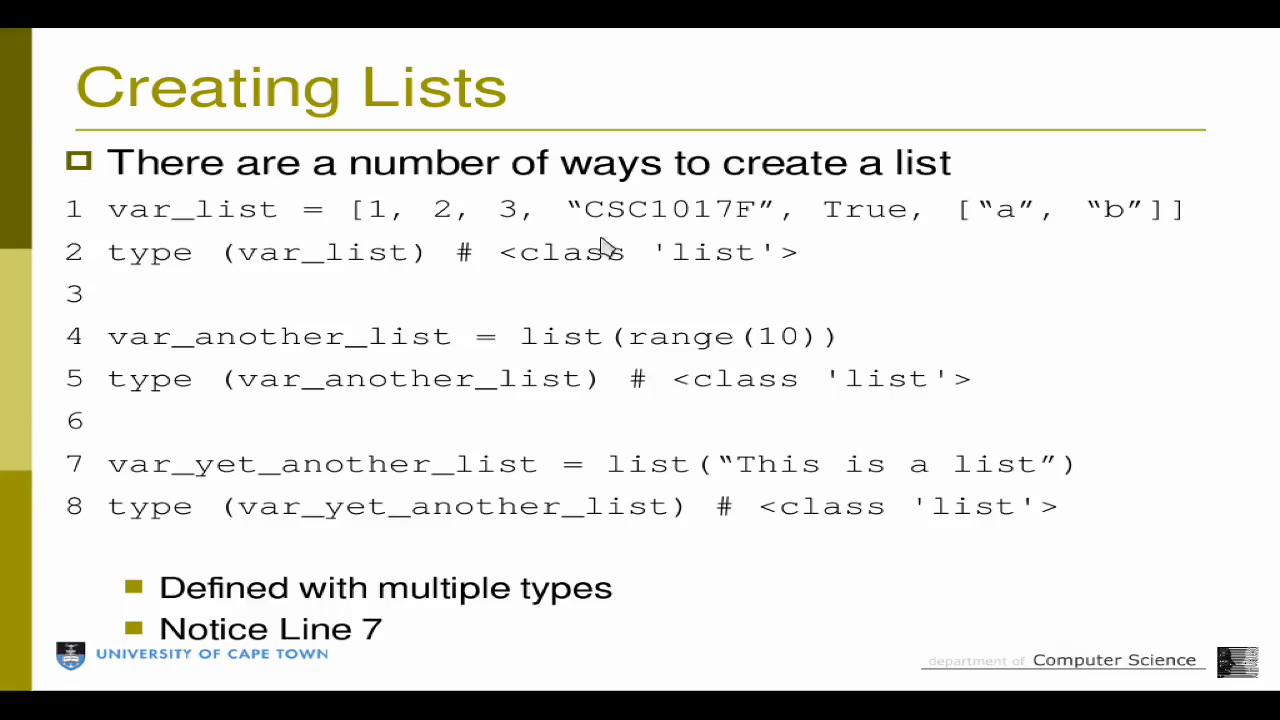 Creating Lists
There are a number of ways to create a list
1 var_list = [1, 2, 3, “CSC1017F”, True, [“a”, “b”]]
2 type (var_list) # <class 'list'>
3
4 var_another_list = list(range(10))
5 type (var_another_list) # <class 'list'>
6
7 var_yet_another_list = list(“This is a list”)
8 type (var_yet_another_list) # <class 'list'>
Defined with multiple types
Notice Line 7
UNIVERSITY OF CAPE TOWN
department of Computer Science